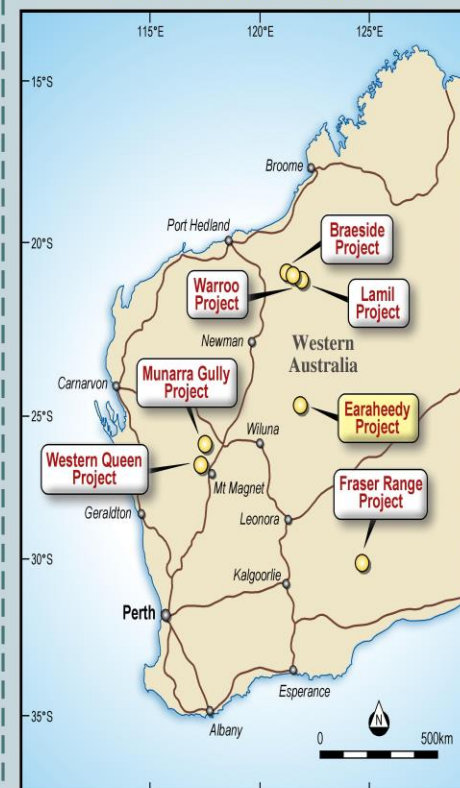 115°E 120°E 125°E
15°S
Broome
Port Hedland
20°S
Braeside
Project
Warroo
Project
Lamil
Project
Newman
Western
Australia
Munarra Gully
Project
Carnarvon
25°S
Earaheedy
Project
Wiluna
Western Queen
Project
Mt Magnet
Fraser Range
Project
Geraldton
Leonora
30°S
Kalgoorlie
Perth
Esperance
35°S
Albany
N
0 500km